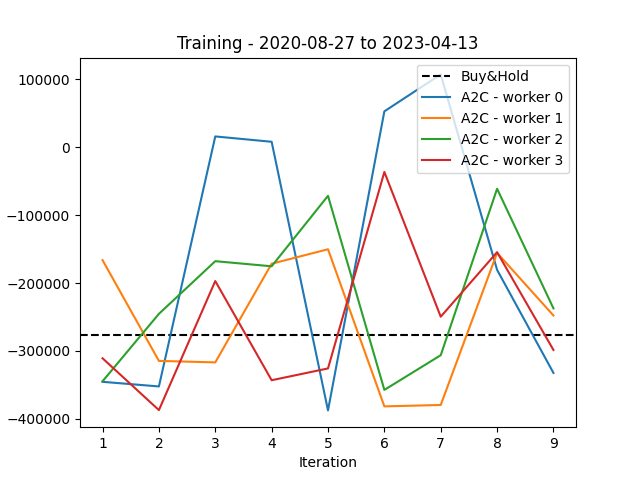 Training - 2020-08-27 to 2023-04-13
Buy&Hold
A2C - worker 0
A2C - worker 1
A2C - worker 2
A2C - worker 3
100000
0
−100000
−200000
−300000
−400000
1 2 3 4 5 6 7 8 9
Iteration